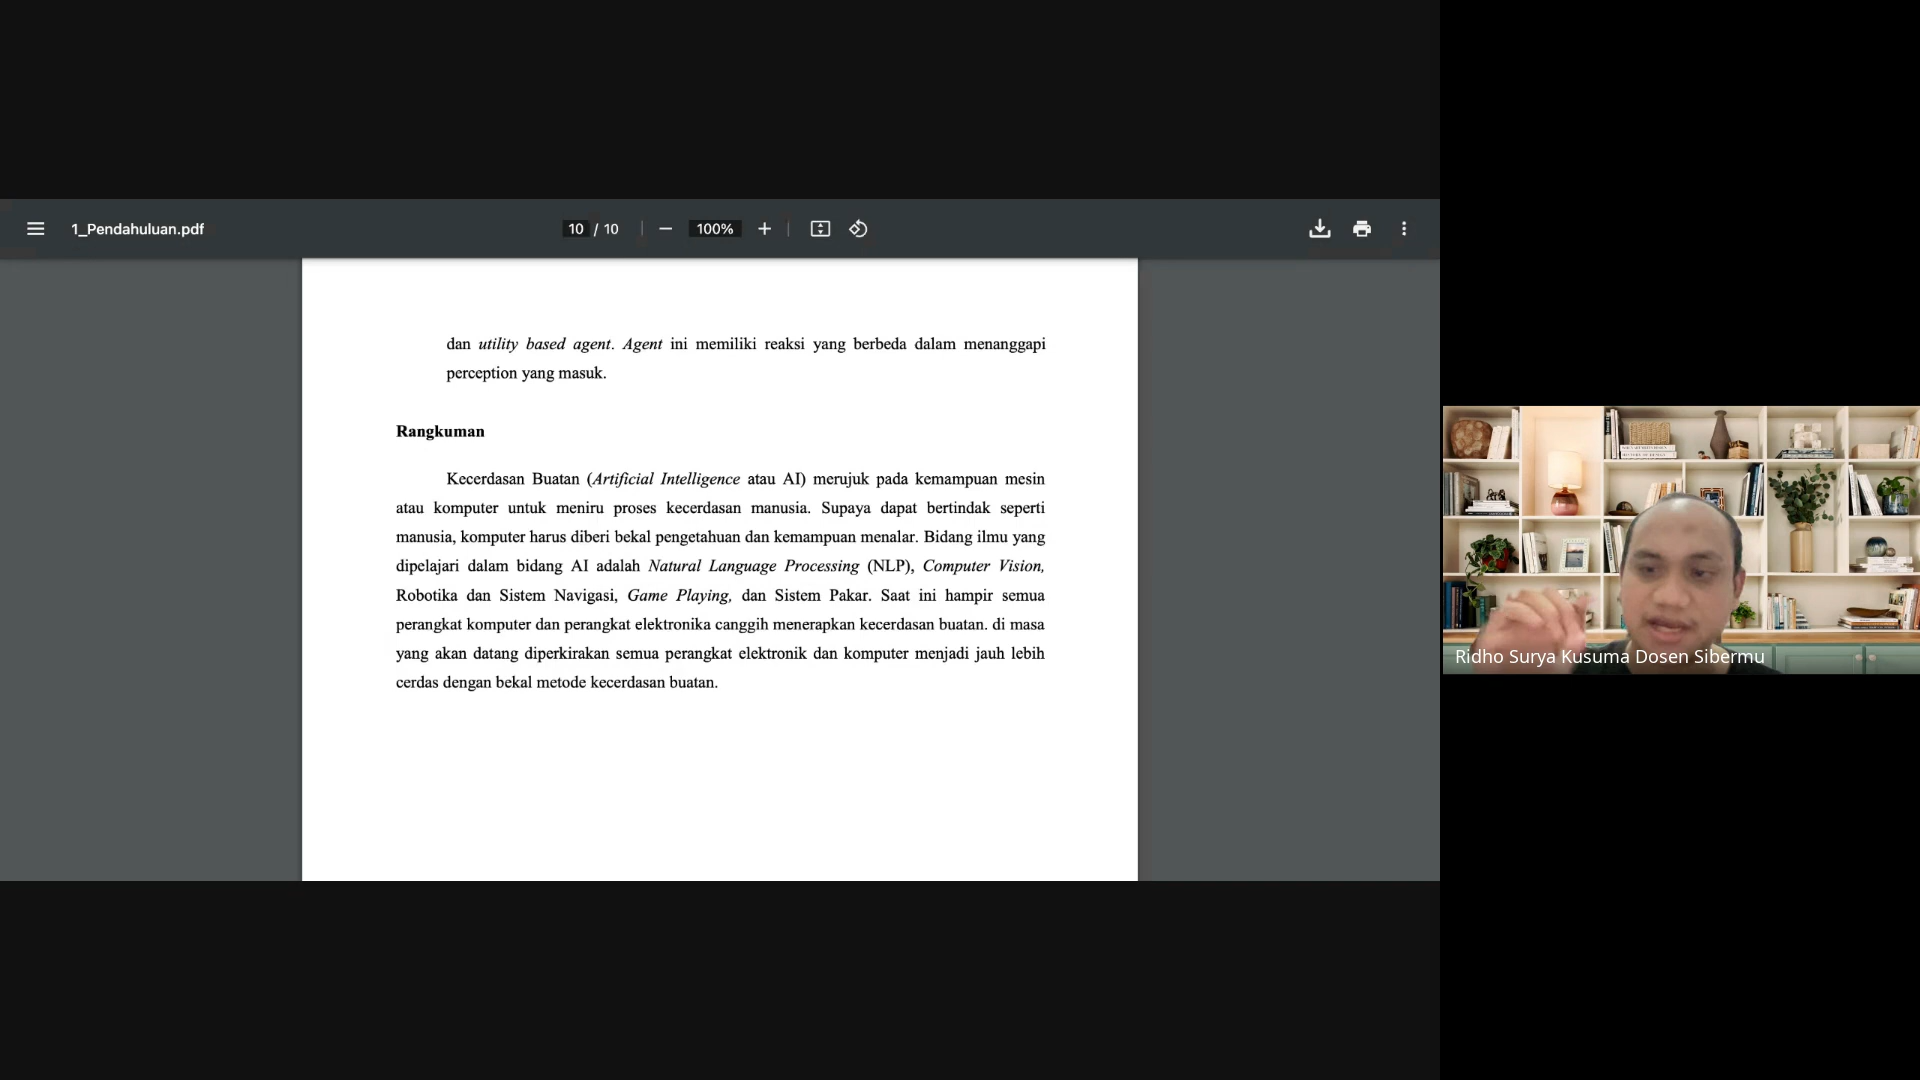 1_Pendahuluan.pdf
10 / 10
100%
dan utility based agent. Agent ini memiliki reaksi yang berbeda dalam menanggapi
perception yang masuk.
Rangkuman
Kecerdasan Buatan (Artificial Intelligence atau AI) merujuk pada kemampuan mesin
atau komputer untuk meniru proses kecerdasan manusia. Supaya dapat bertindak seperti
manusia, komputer harus diberi bekal pengetahuan dan kemampuan menalar. Bidang ilmu yang
dipelajari dalam bidang AI adalah Natural Language Processing (NLP), Computer Vision,
Robotika dan Sistem Navigasi, Game Playing, dan Sistem Pakar. Saat ini hampir semua
perangkat komputer dan perangkat elektronika canggih menerapkan kecerdasan buatan. di masa
yang akan datang diperkirakan semua perangkat elektronik dan komputer menjadi jauh lebih
cerdas dengan bekal metode kecerdasan buatan.
Ridho Surya Kusuma Dosen Sibermu